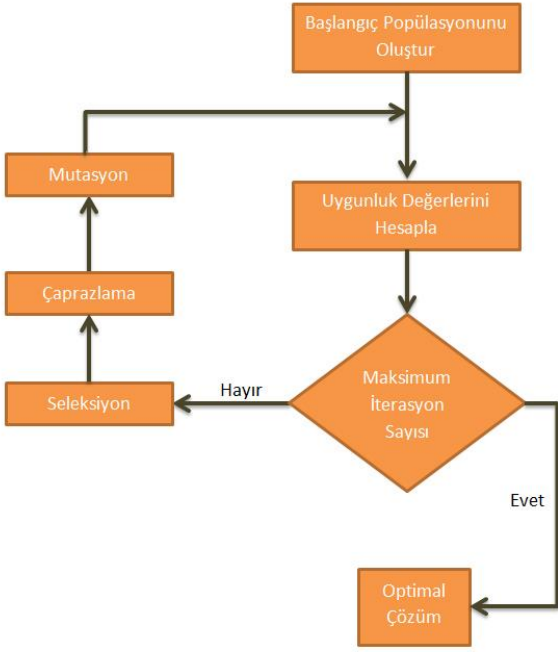 Başlangıç Popülasyonunu
Oluştur
Mutasyon
Uygunluk Değerlerini
Hesapla
Çaprazlama
Maksimum
İterasyon
Sayısı
Hayır
Seleksiyon
Evet
Optimal
Çözüm